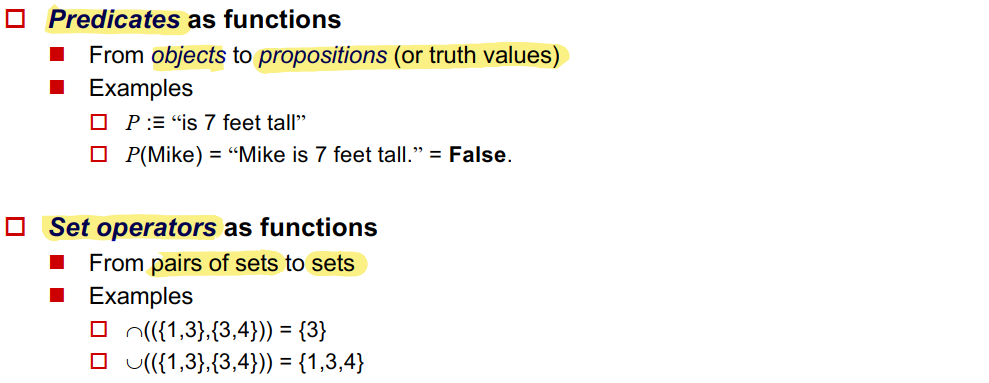 Predicates as functions
From objects to propositions (or truth values)
Examples
P :≡ “is 7 feet tall”
P(Mike) = “Mike is 7 feet tall.” = False.
Set operators as functions
From pairs of sets to sets
Examples
∩(({1,3},{3,4})) = {3}
∪(({1,3},{3,4})) = {1,3,4}